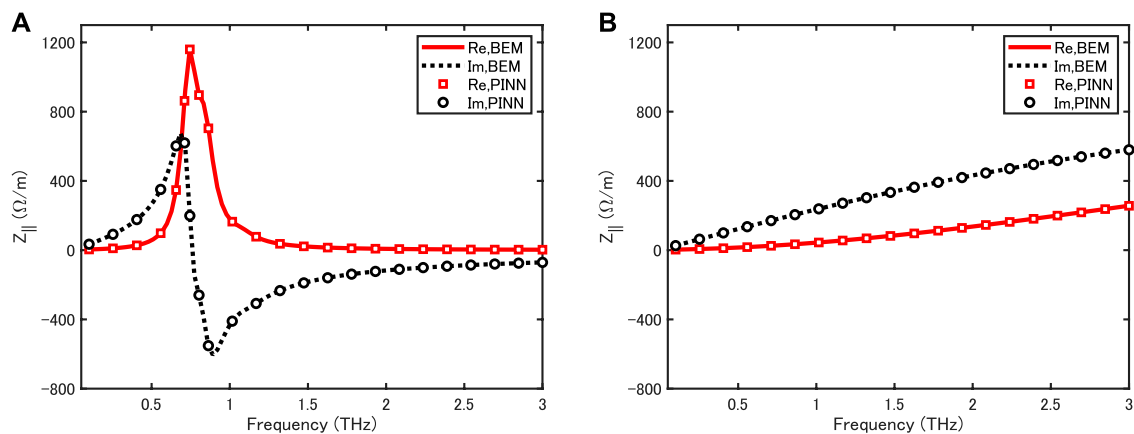 A
1200
800
400
0
−400
−800
Z||(Ω/m)
0.5
1
1.5
2
2.5
3
Frequency (THz)
Re,BEM
Im,BEM
Re,PINN
Im,PINN
B
1200
800
400
0
−400
−800
Z||(Ω/m)
0.5
1
1.5
2
2.5
3
Frequency (THz)
Re,BEM
Im,BEM
Re,PINN
Im,PINN